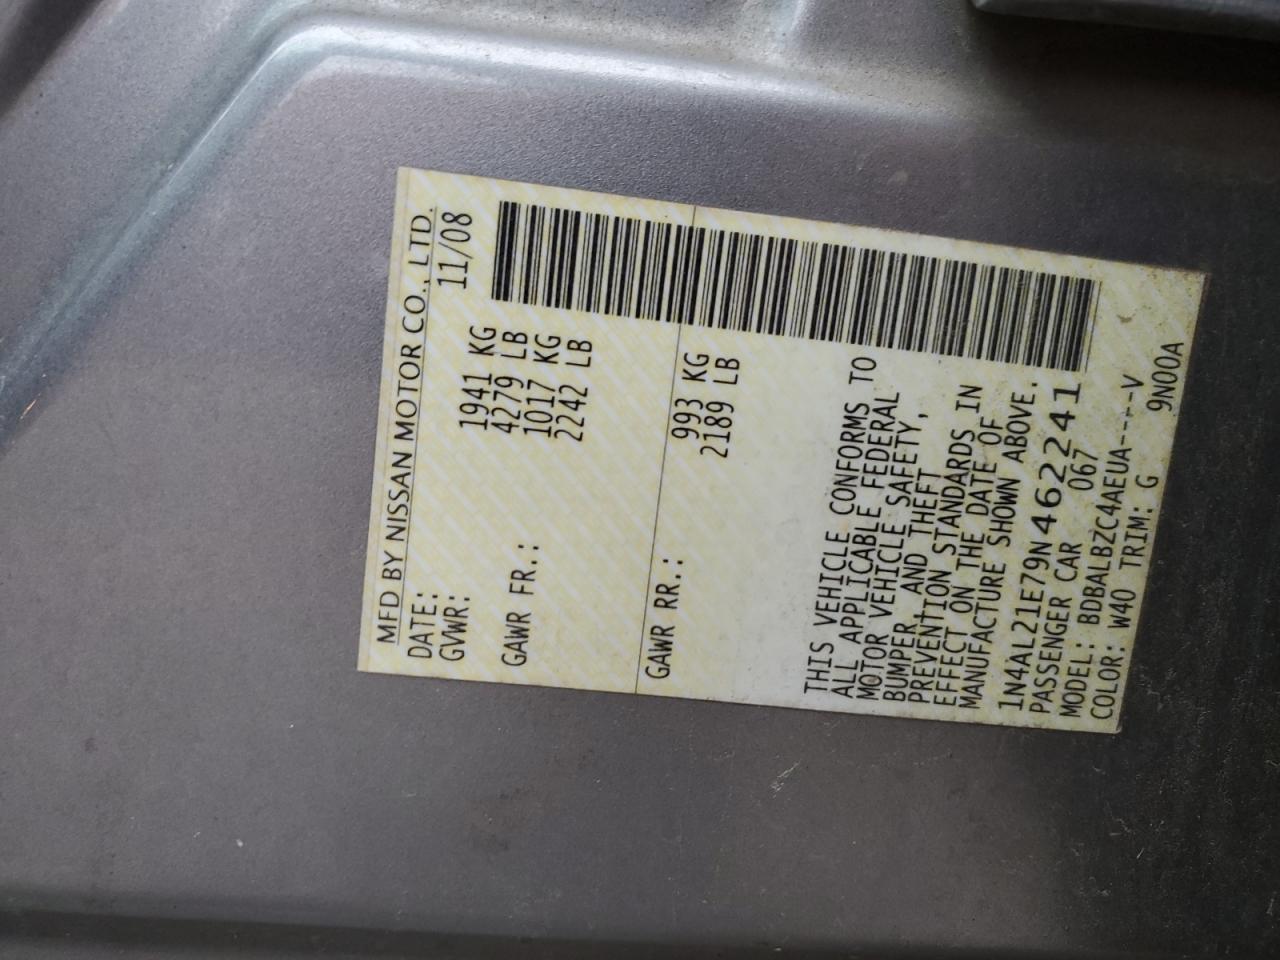 MFD BY NISSAN MOTOR CO., LTD.
DATE: 11/08
GVWR: 1941 KG
4279 LB
GAWR FR.: 1017 KG
2242 LB
GAWR RR.: 993 KG
2189 LB
THIS VEHICLE CONFORMS TO
ALL APPLICABLE FEDERAL
MOTOR VEHICLE SAFETY,
BUMPER, AND THEFT
PREVENTION STANDARDS IN
EFFECT ON THE DATE OF
MANUFACTURE SHOWN ABOVE.
1N4AL21E79N462241
PASSENGER CAR 067
MODEL: BDBALBZC4AEUA----V
COLOR: W40 TRIM: G 9N00A